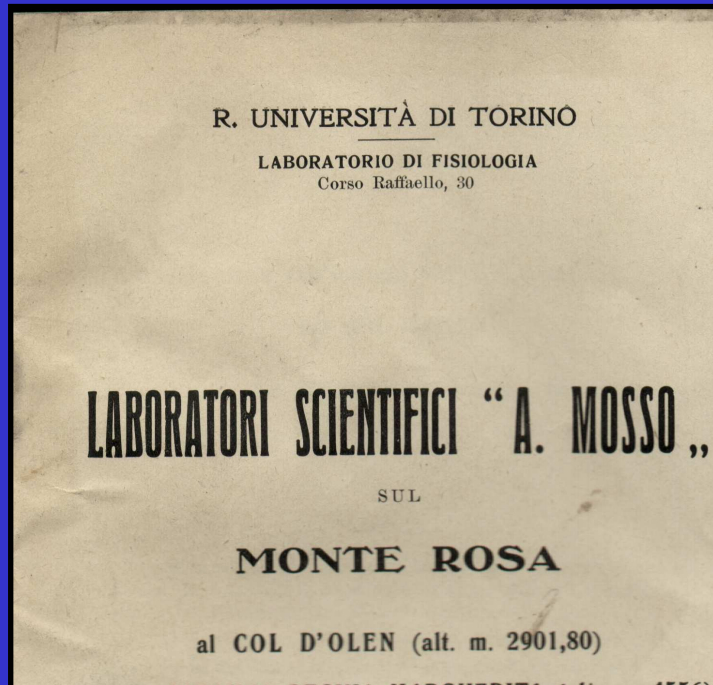 R. UNIVERSITÀ DI TORINO
LABORATORIO DI FISIOLOGIA
Corso Raffaello, 30
LABORATORI SCIENTIFICI “ A. MOSSO „
SUL
MONTE ROSA
al COL D'OLEN (alt. m. 2901,80)
MARGHERITA